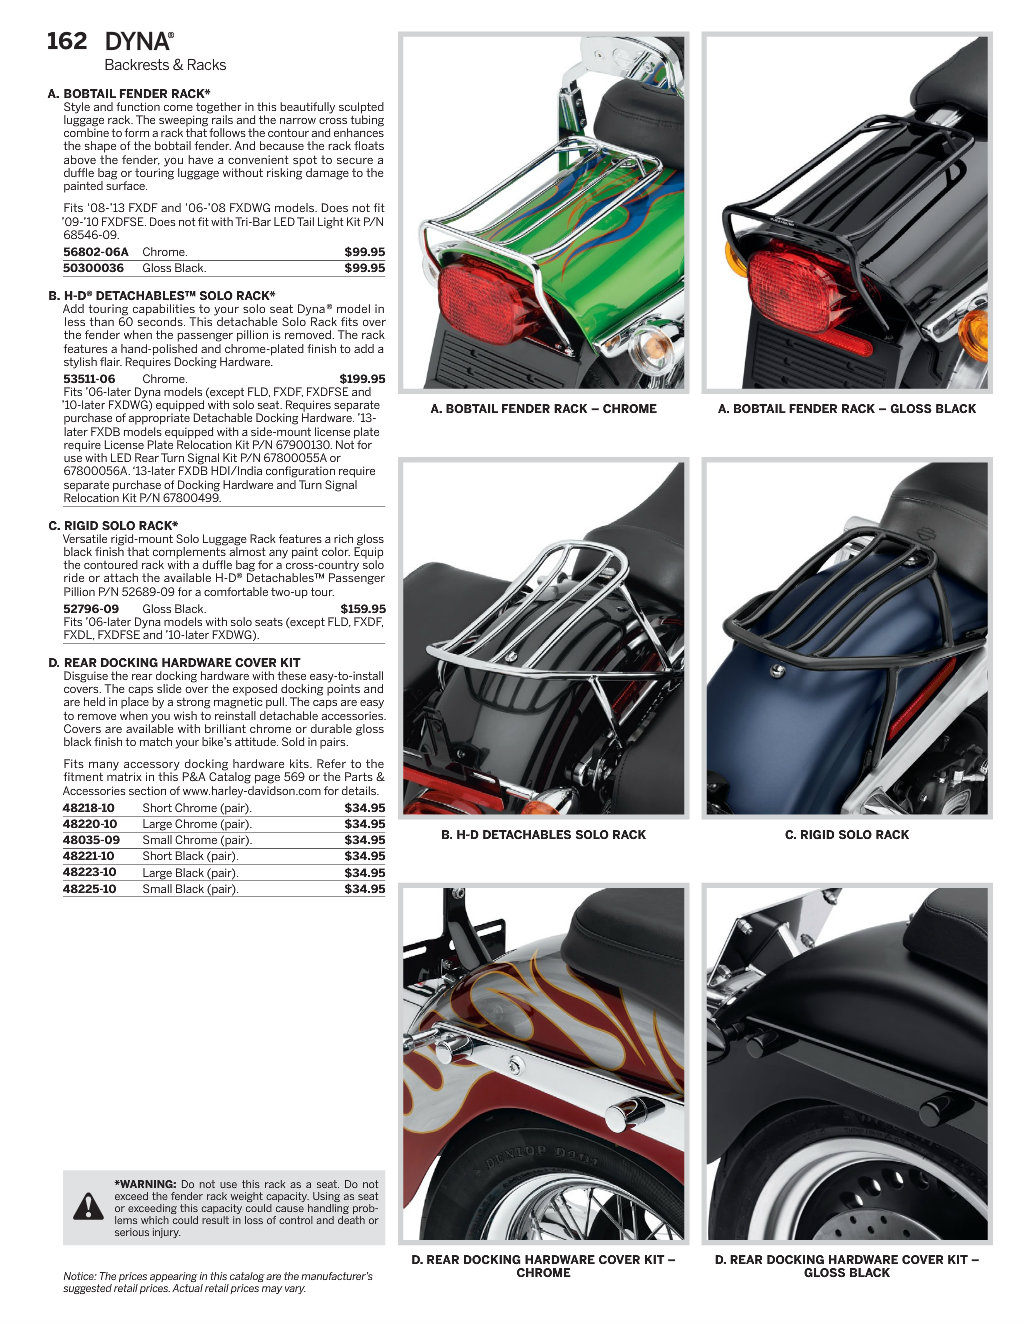 162 DYNA®
Backrests & Racks
A. BOBTAIL FENDER RACK*
Style and function come together in this beautifully sculpted
luggage rack. The sweeping rails and the narrow cross tubing
combine to form a rack that follows the contour and enhances
the shape of the bobtail fender. And because the rack floats
above the fender, you have a convenient spot to secure a
duffle bag or touring luggage without risking damage to the
painted surface.
Fits '08-'13 FXDF and '06-'08 FXDWG models. Does not fit
'09-'10 FXDFSE. Does not fit with Tri-Bar LED Tail Light Kit P/N
68546-09.
56802-06A Chrome. $99.95
50300036 Gloss Black. $99.95
B. H-D® DETACHABLES™ SOLO RACK*
Add touring capabilities to your solo seat Dyna® model in
less than 60 seconds. This detachable Solo Rack fits over
the fender when the passenger pillion is removed. The rack
features a hand-polished and chrome-plated finish to add a
stylish flair. Requires Docking Hardware.
53511-06 Chrome. $199.95
Fits '06-later Dyna models (except FLD, FXDF, FXDFSE and
'10-later FXDWG) equipped with solo seat. Requires separate
purchase of appropriate Detachable Docking Hardware. '13-
later FXDB models equipped with a side-mount license plate
require License Plate Relocation Kit P/N 67900130. Not for
use with LED Rear Turn Signal Kit P/N 67800055A or
67800056A. '13-later FXDB HDI/India configuration require
separate purchase of Docking Hardware and Turn Signal
Relocation Kit P/N 67800499.
C. RIGID SOLO RACK*
Versatile rigid-mount Solo Luggage Rack features a rich gloss
black finish that complements almost any paint color. Equip
the contoured rack with a duffle bag for a cross-country solo
ride or attach the available H-D® Detachables™ Passenger
Pillion P/N 52689-09 for a comfortable two-up tour.
52796-09 Gloss Black. $159.95
Fits '06-later Dyna models with solo seats (except FLD, FXDF,
FXDL, FXDFSE and '10-later FXDWG).
D. REAR DOCKING HARDWARE COVER KIT
Disguise the rear docking hardware with these easy-to-install
covers. The caps slide over the exposed docking points and
are held in place by a strong magnetic pull. The caps are easy
to remove when you wish to reinstall detachable accessories.
Covers are available with brilliant chrome or durable gloss
black finish to match your bike's attitude. Sold in pairs.
Fits many accessory docking hardware kits. Refer to the
fitment matrix in this P&A Catalog page 569 or the Parts &
Accessories section of www.harley-davidson.com for details.
48218-10 Short Chrome (pair). $34.95
48220-10 Large Chrome (pair). $34.95
48035-09 Small Chrome (pair). $34.95
48221-10 Short Black (pair). $34.95
48223-10 Large Black (pair). $34.95
48225-10 Small Black (pair). $34.95
*WARNING: Do not use this rack as a seat. Do not
exceed the fender rack weight capacity. Using as seat
or exceeding this capacity could cause handling prob-
lems which could result in loss of control and death or
serious injury.
Notice: The prices appearing in this catalog are the manufacturer's
suggested retail prices. Actual retail prices may vary.
A. BOBTAIL FENDER RACK – CHROME
A. BOBTAIL FENDER RACK – GLOSS BLACK
B. H-D DETACHABLES SOLO RACK
C. RIGID SOLO RACK
DUNLOP D401
D. REAR DOCKING HARDWARE COVER KIT –
CHROME
D. REAR DOCKING HARDWARE COVER KIT –
GLOSS BLACK